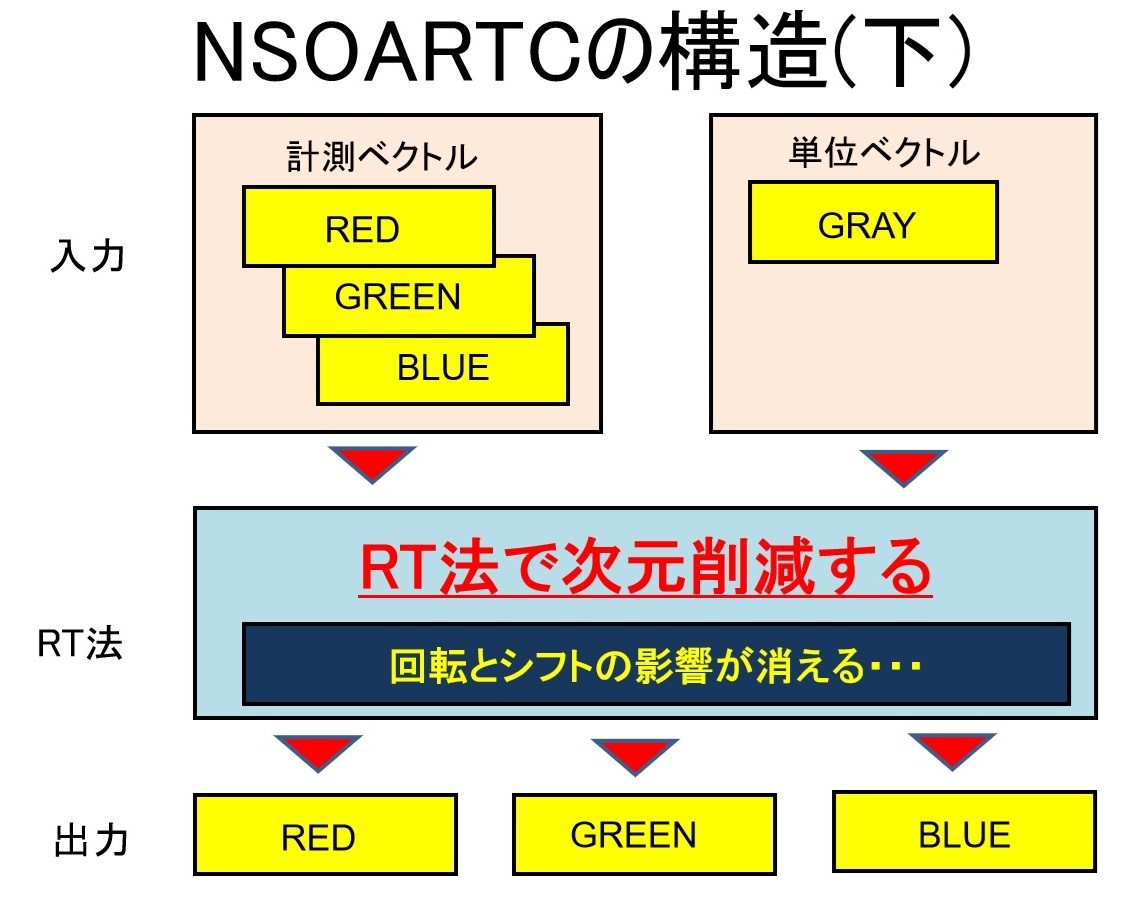 NSOARTCの構造(下)
計測ベクトル
単位ベクトル
入力
RED
GREEN
BLUE
GRAY
RT法で次元削減する
RT法
回転とシフトの影響が消える・・・
出力
RED
GREEN
BLUE